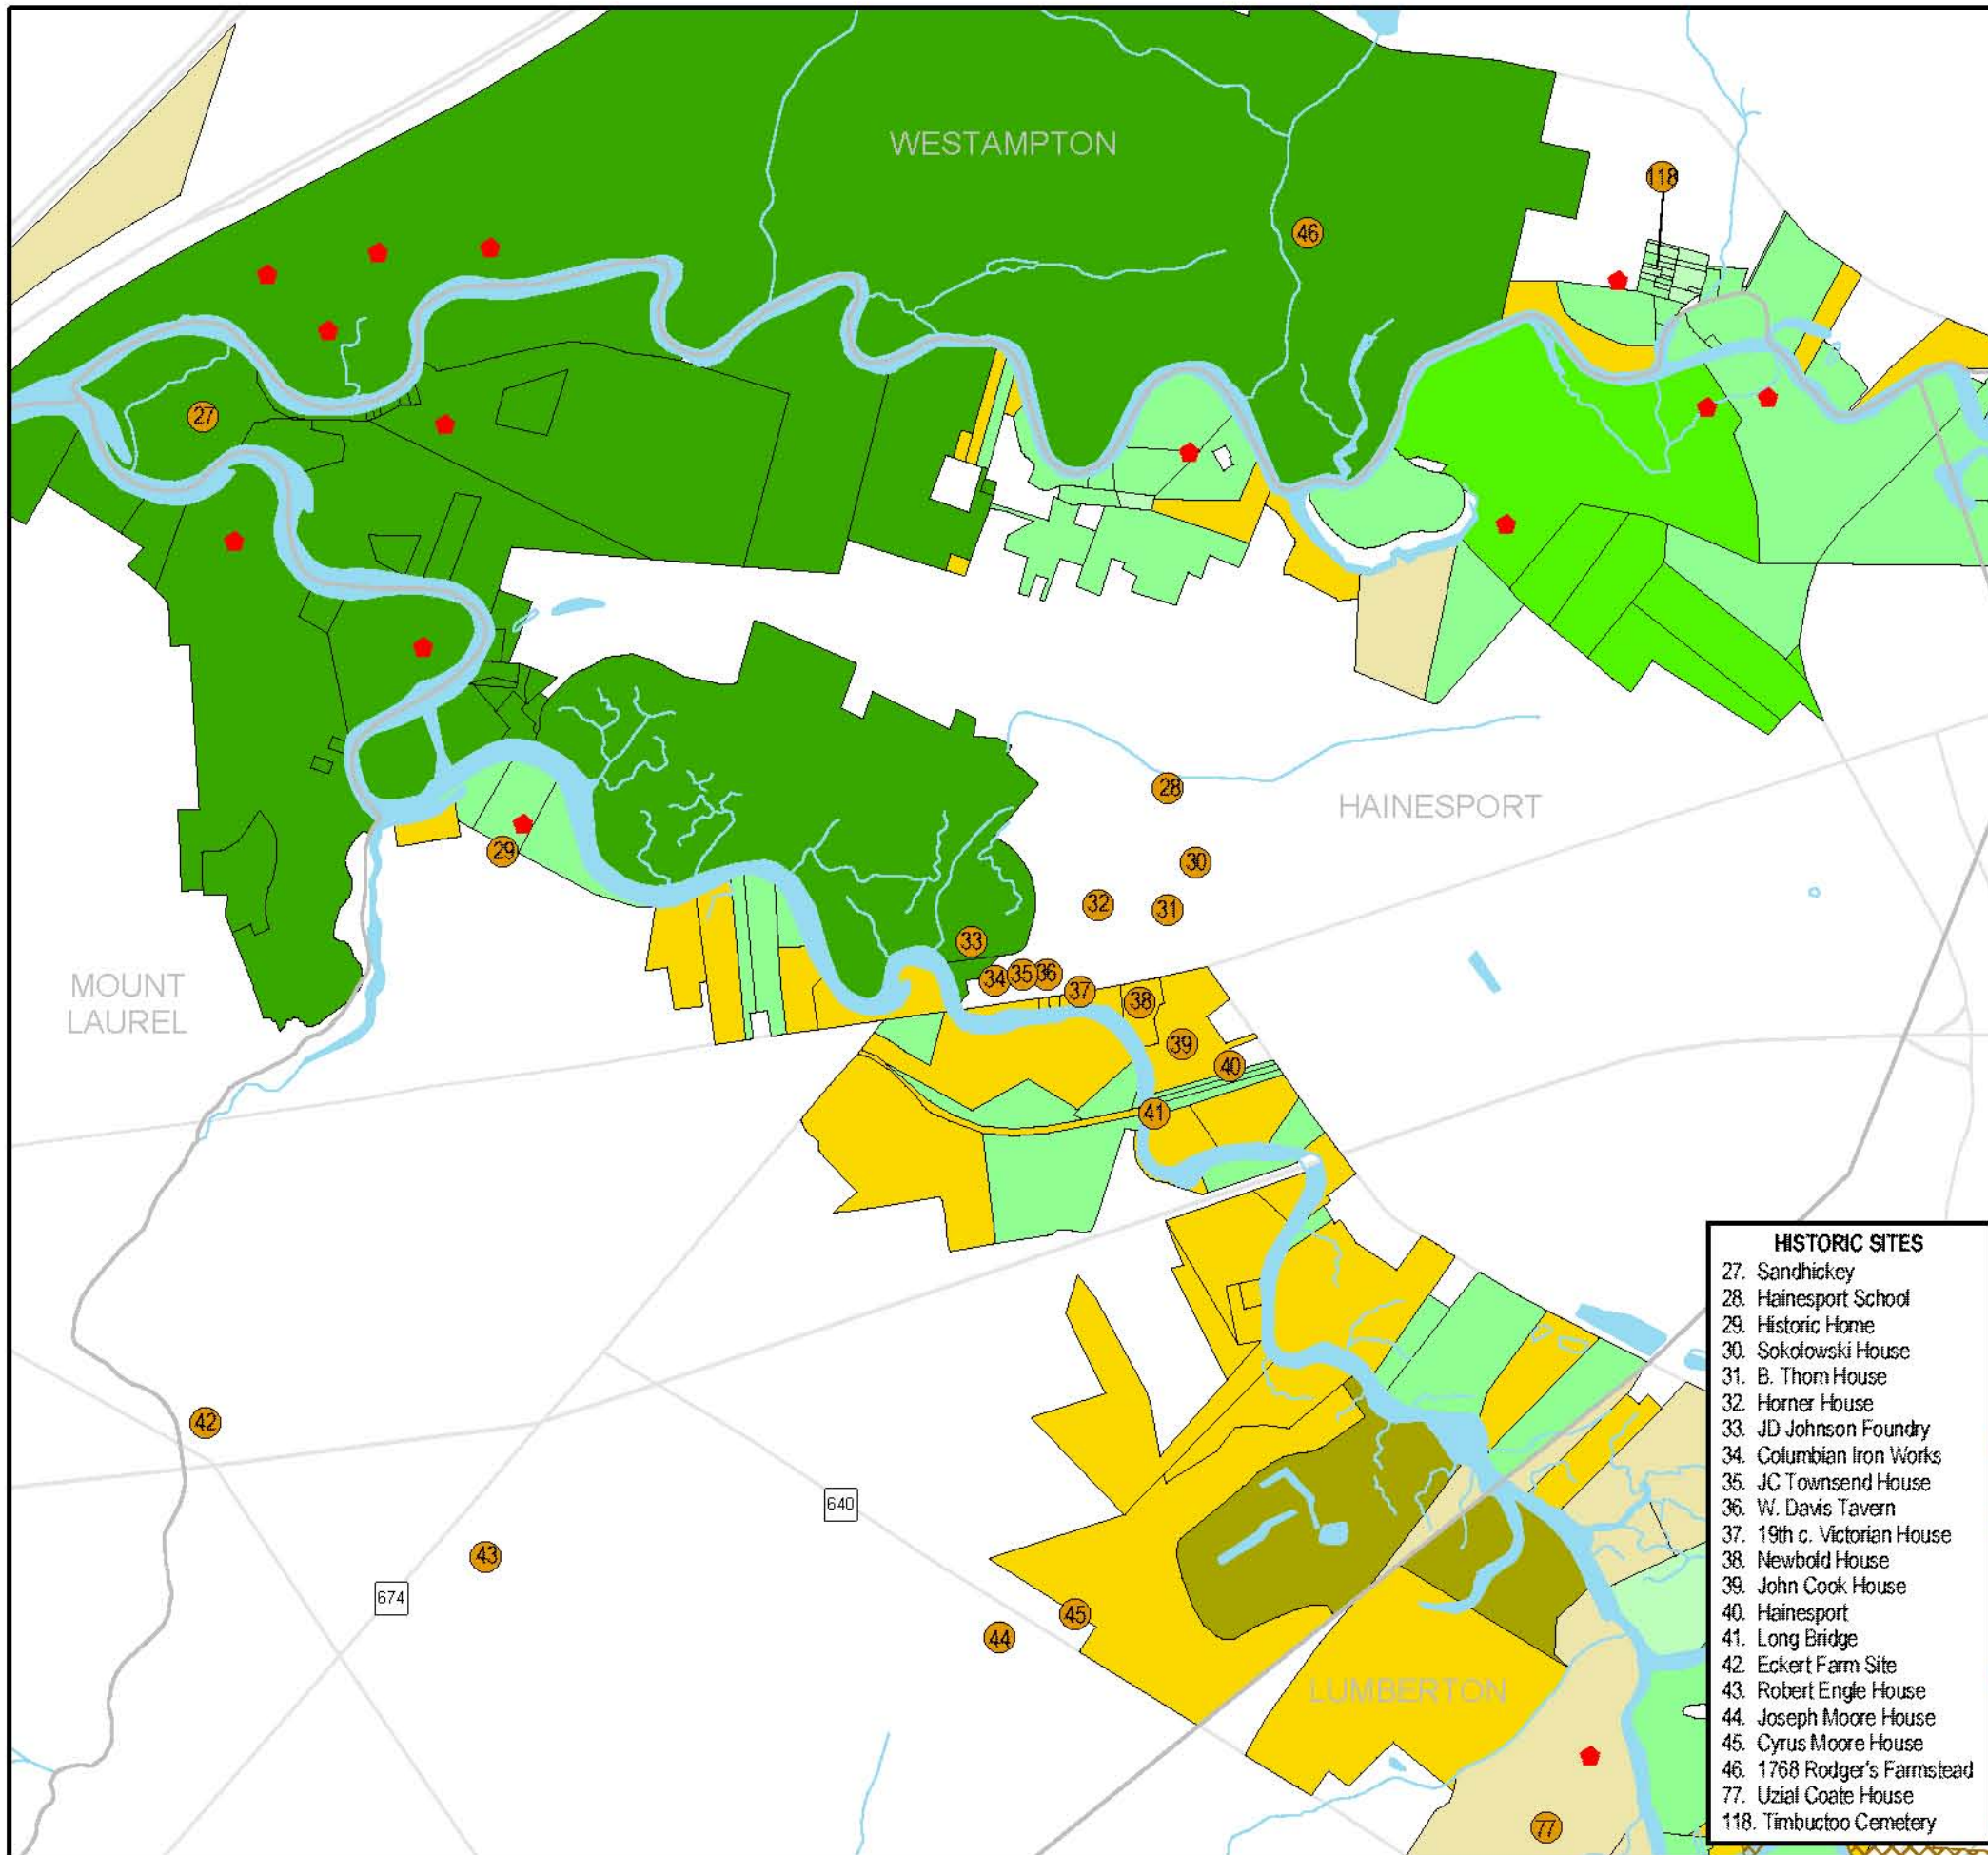 WESTAMPTON
118
46
27
28
HAINESPORT
29
30
32
31
33
MOUNT
LAUREL
34
35
36
37
38
39
40
41
42
640
43
674
45
44
LUMBERTON
77
HISTORIC SITES
27. Sandhickey
28. Hainesport School
29. Historic Home
30. Sokolowski House
31. B. Thom House
32. Horner House
33. JD Johnson Foundry
34. Columbian Iron Works
35. JC Townsend House
36. W. Davis Tavern
37. 19th c. Victorian House
38. Newbold House
39. John Cook House
40. Hainesport
41. Long Bridge
42. Eckert Farm Site
43. Robert Engle House
44. Joseph Moore House
45. Cyrus Moore House
46. 1768 Rodger's Farmstead
77. Uzial Coate House
118. Timbuctoo Cemetery